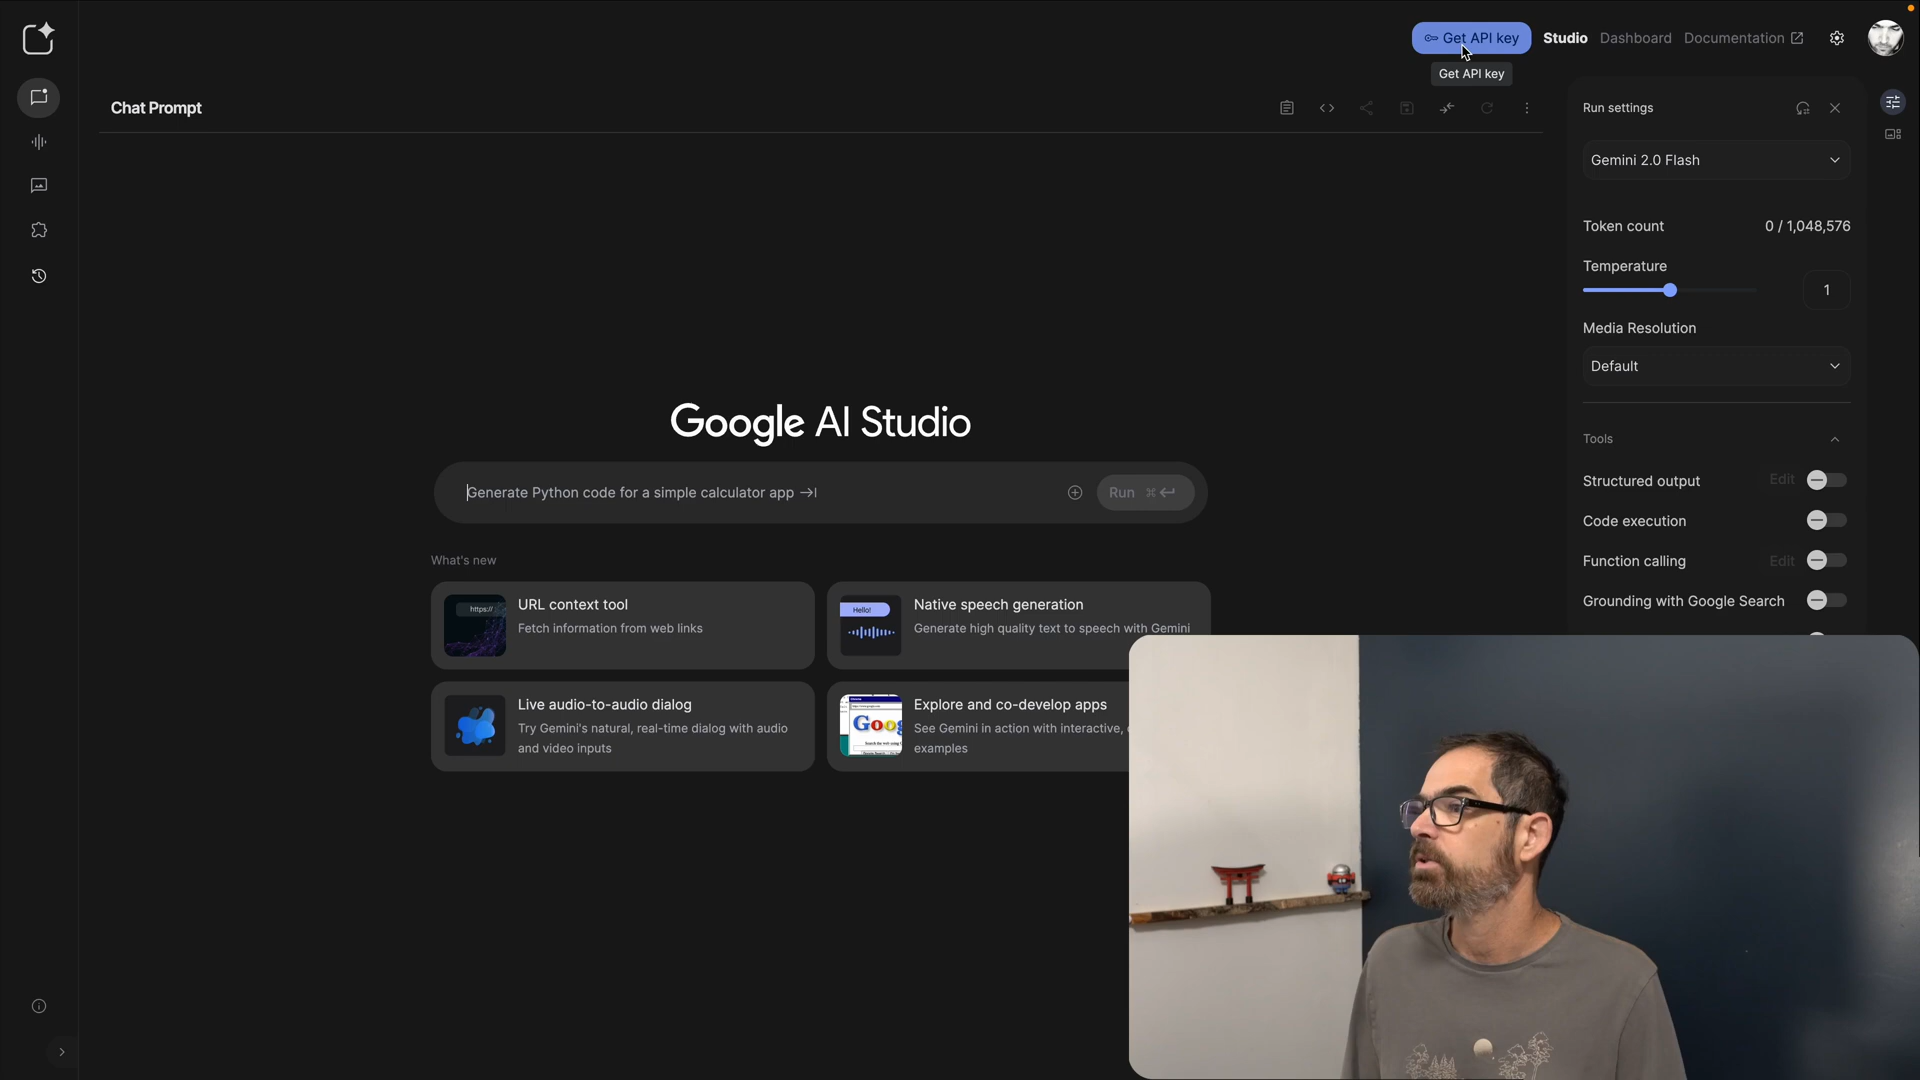 Get API key
Studio
Dashboard
Documentation
Get API key
Chat Prompt
Run settings
Gemini 2.0 Flash
Token count
0 / 1,048,576
Temperature
1
Media Resolution
Default
Google AI Studio
Tools
Structured output
Edit
Generate Python code for a simple calculator app
Run ⌘
Code execution
Function calling
Edit
What's new
Grounding with Google Search
https://
URL context tool
Fetch information from web links
Hello!
Native speech generation
Generate high quality text to speech with Gemini
Live audio-to-audio dialog
Try Gemini's natural, real-time dialog with audio
and video inputs
Goog
Explore and co-develop apps
See Gemini in action with interactive,
examples